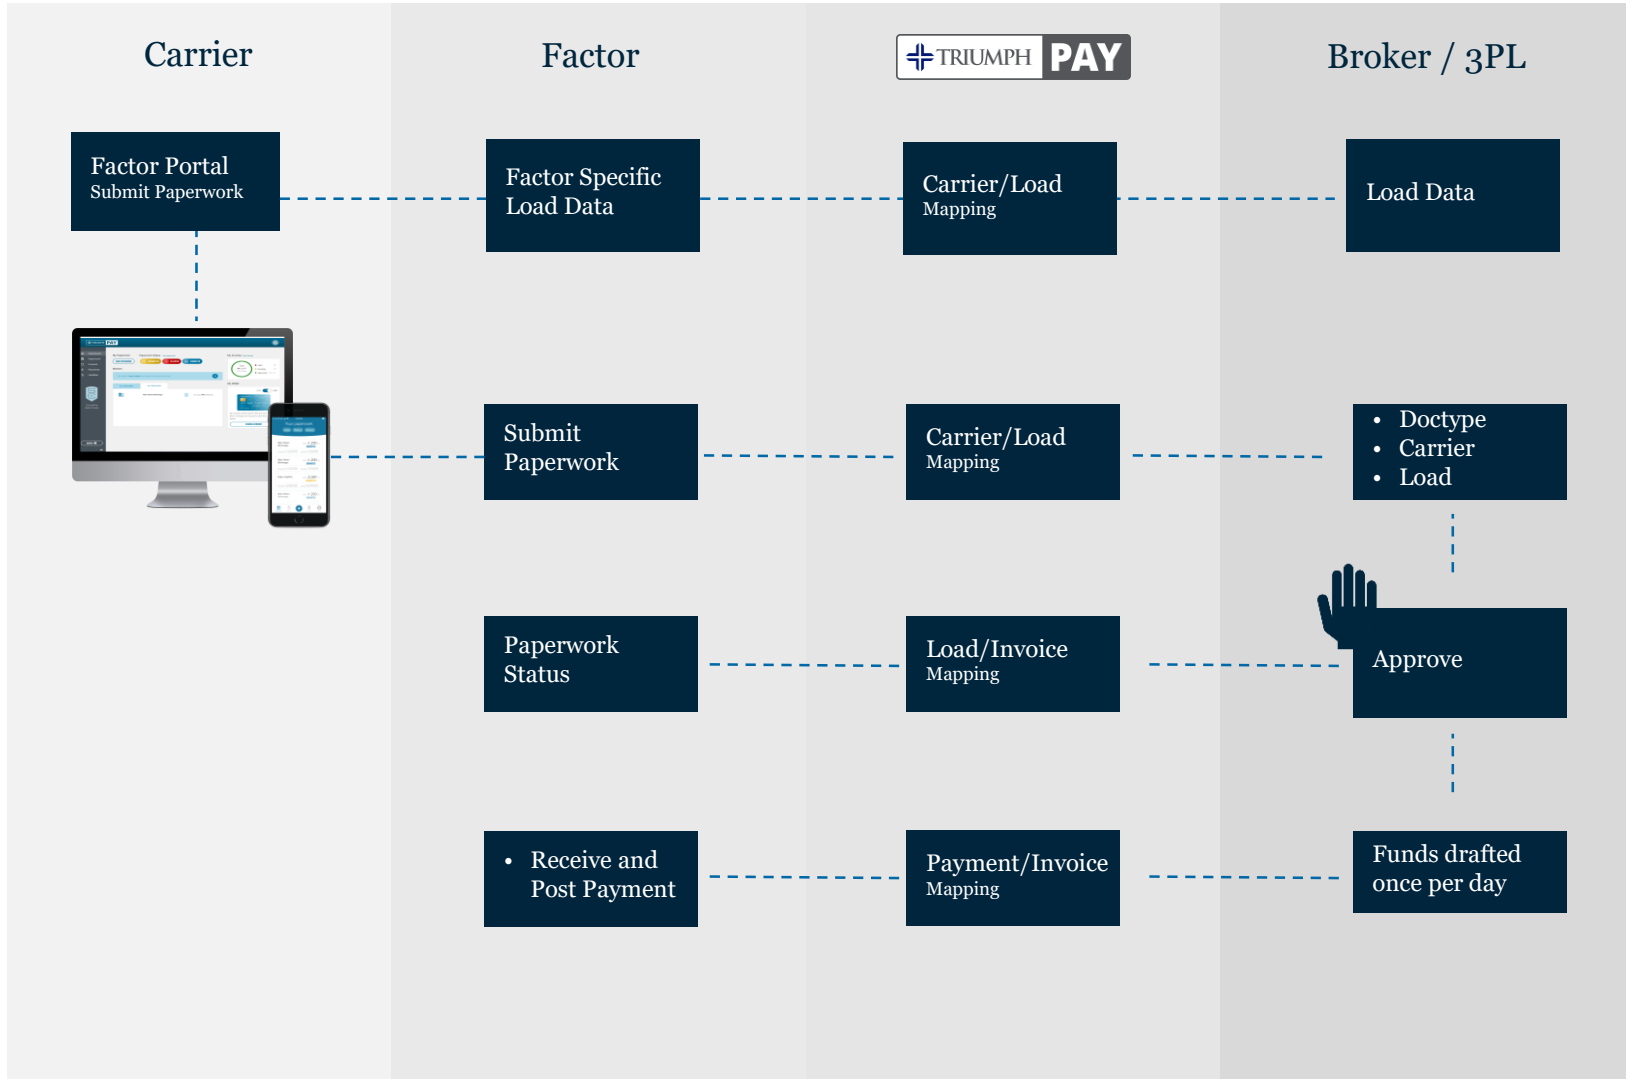 Carrier
Factor
TRIUMPH PAY
Broker / 3PL
Factor Portal
Submit Paperwork
Factor Specific
Load Data
Carrier/Load
Mapping
Load Data
PAY
Submit
Paperwork
Carrier/Load
Mapping
• Doctype
• Carrier
• Load
Paperwork
Status
Load/Invoice
Mapping
Approve
• Receive and
Post Payment
Payment/Invoice
Mapping
Funds drafted
once per day